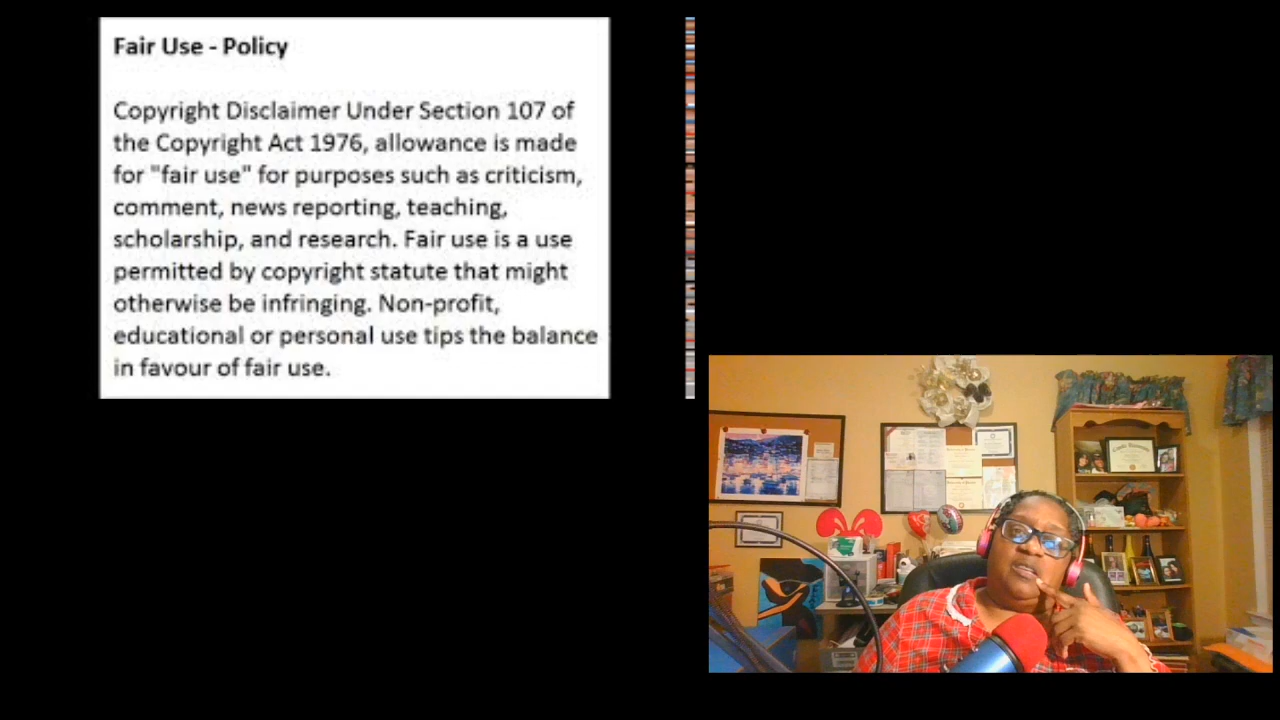 Fair Use - Policy
Copyright Disclaimer Under Section 107 of
the Copyright Act 1976, allowance is made
for "fair use" for purposes such as criticism,
comment, news reporting, teaching,
scholarship, and research. Fair use is a use
permitted by copyright statute that might
otherwise be infringing. Non-profit,
educational or personal use tips the balance
in favour of fair use.